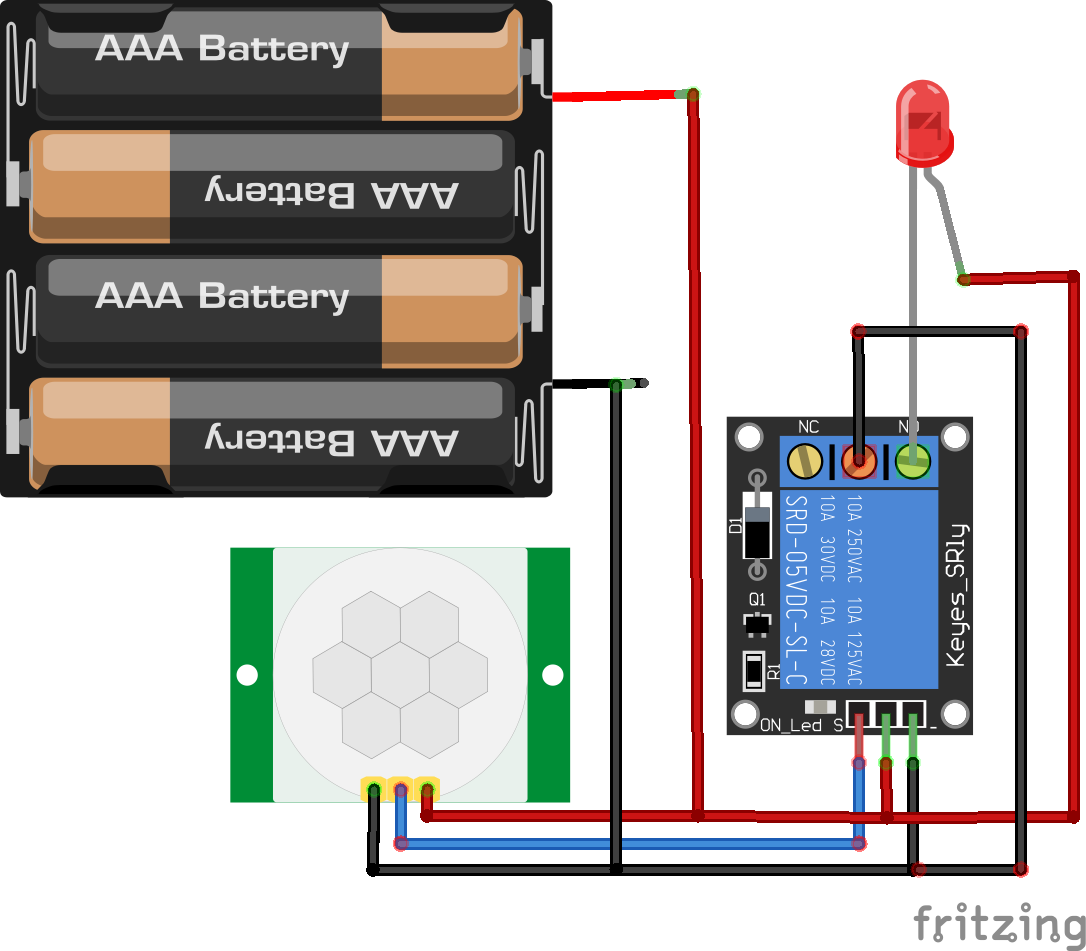 AAA Battery
AAA Battery
AAA Battery
AAA Battery
NC
NO
D1
SRD-05VDC-SL-C
10A 30VDC 10A 28VDC
10A 250VAC 10A 125VAC
Keyes_SRly
Q1
R1
ON_Led S
-
fritzing